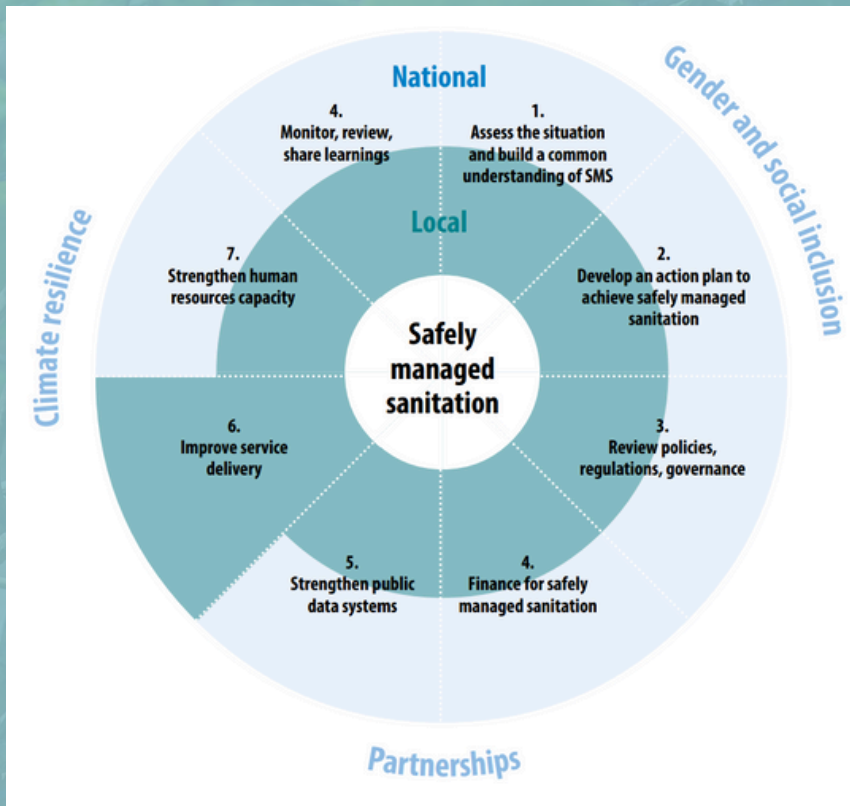 National
4.
Monitor, review,
share learnings
1.
Assess the situation
and build a common
understanding of SMS
Gender and social inclusion
Local
Climate resilience
7.
Strengthen human
resources capacity
2.
Develop an action plan to
achieve safely managed
sanitation
Safely
managed
sanitation
6.
Improve service
delivery
3.
Review policies,
regulations, governance
5.
Strengthen public
data systems
4.
Finance for safely
managed sanitation
Partnerships